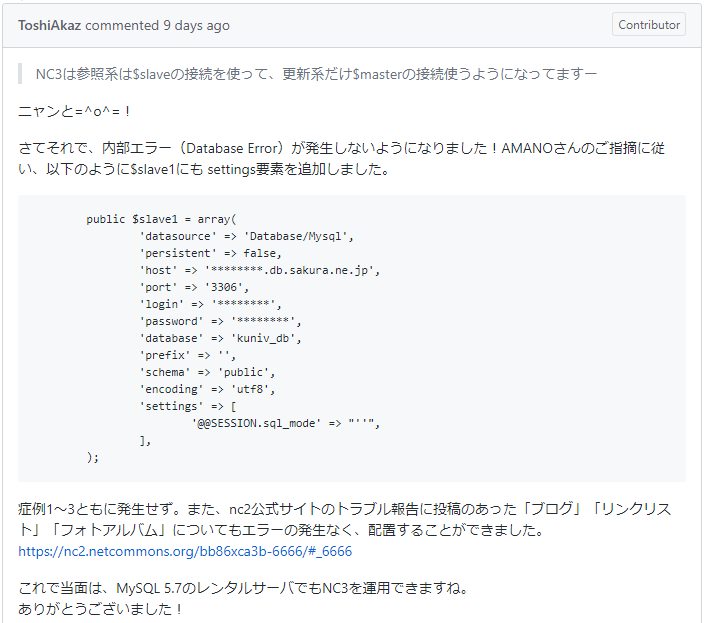 ToshiAkaz commented 9 days ago
Contributor
NC3は参照系は$slaveの接続を使って、更新系だけ$masterの接続使うようになってますー
ニャンと=^o^=！
さてそれで、内部エラー（Database Error）が発生しないようになりました！AMANOさんのご指摘に従
い、以下のように$slave1にも settings要素を追加しました。
public $slave1 = array(
'datasource' => 'Database/Mysql',
'persistent' => false,
'host' => '********.db.sakura.ne.jp',
'port' => '3306',
'login' => '********',
'password' => '********',
'database' => 'kuniv_db',
'prefix' => '',
'schema' => 'public',
'encoding' => 'utf8',
'settings' => [
'@@SESSION.sql_mode' => "''",
],
);
症例1～3ともに発生せず。また、nc2公式サイトのトラブル報告に投稿のあった「ブログ」「リンクリス
ト」「フォトアルバム」についてもエラーの発生なく、配置することができました。
https://nc2.netcommons.org/bb86xca3b-6666/#_6666
これで当面は、MySQL 5.7のレンタルサーバでもNC3を運用できますね。
ありがとうございました！